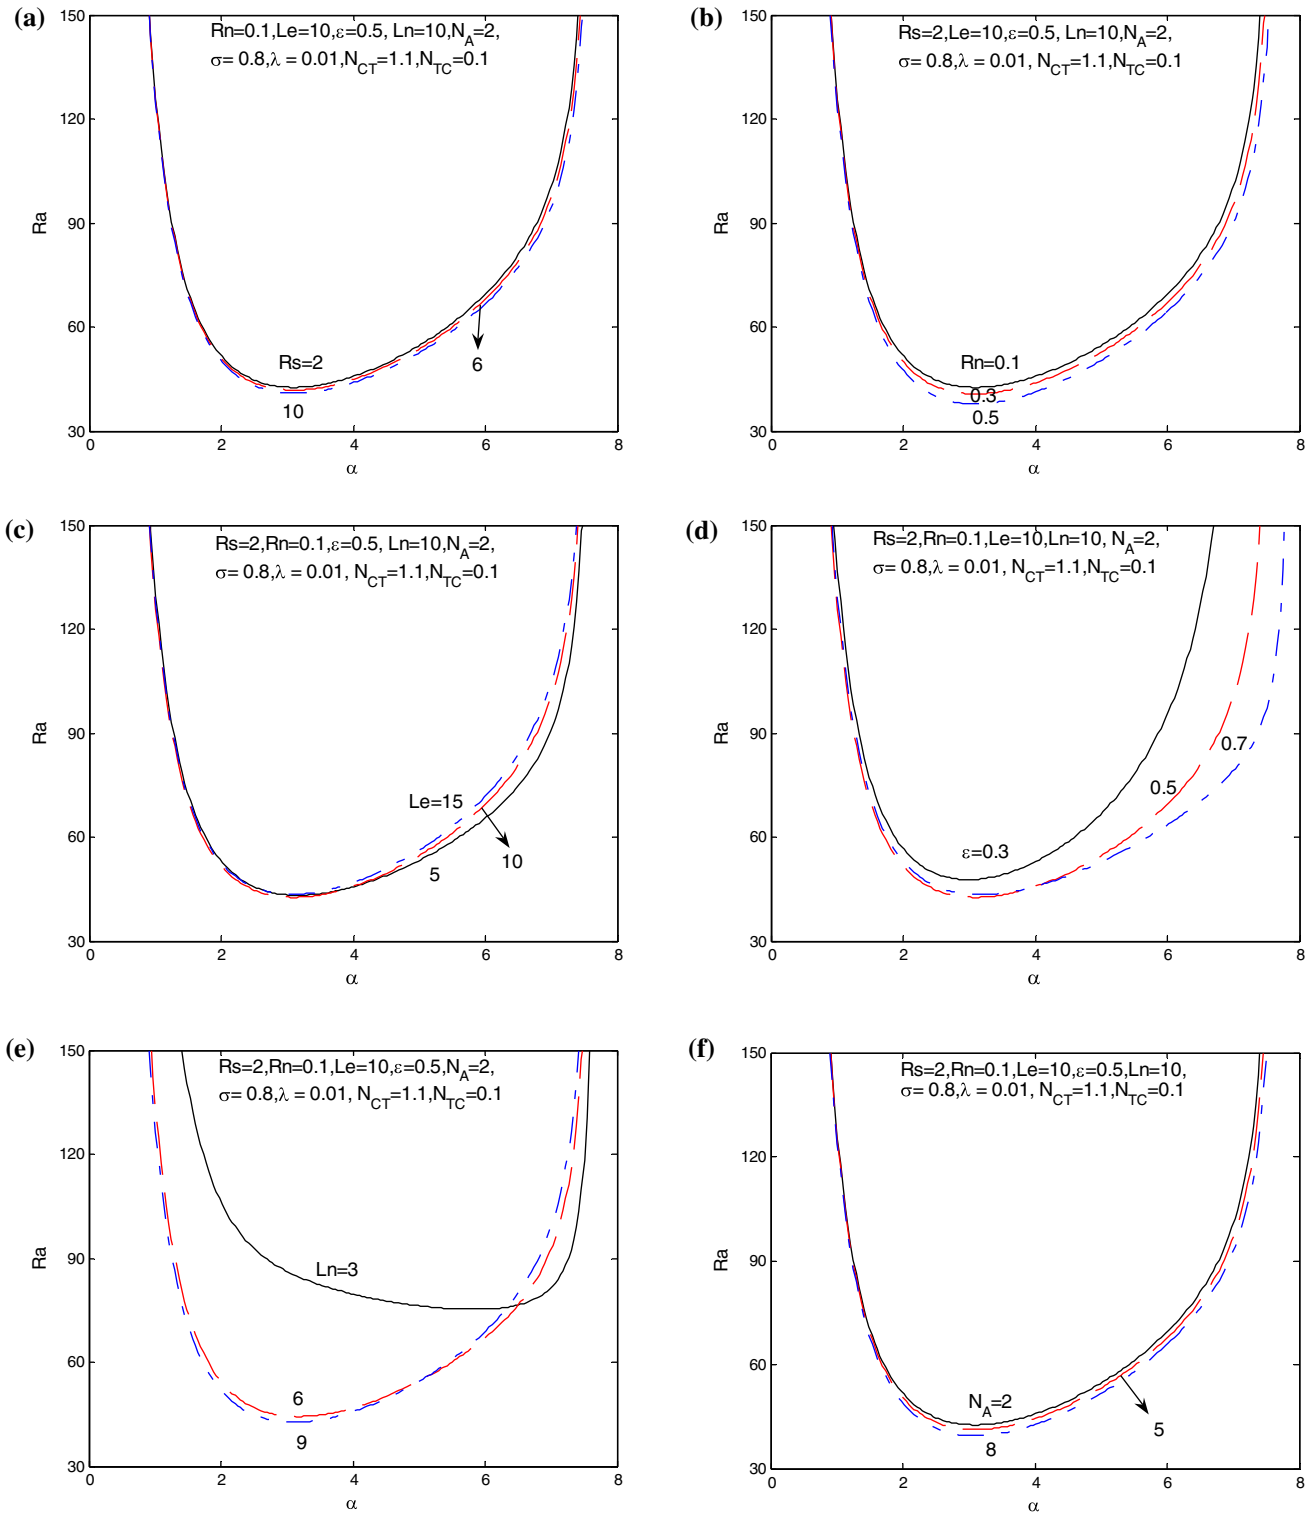 (a)
Rn=0.1,Le=10,ε=0.5, Ln=10,N_A=2,
σ= 0.8,λ = 0.01,N_CT=1.1,N_TC=0.1
150
120
90
60
30
Ra
Rs=2
6
10
0 2 4 6 8
α
(b)
Rs=2,Le=10,ε=0.5, Ln=10,N_A=2,
σ= 0.8,λ = 0.01, N_CT=1.1,N_TC=0.1
150
120
90
60
30
Ra
Rn=0.1
0.3
0.5
0 2 4 6 8
α
(c)
Rs=2,Rn=0.1,ε=0.5, Ln=10,N_A=2,
σ= 0.8,λ = 0.01, N_CT=1.1,N_TC=0.1
150
120
90
60
30
Ra
Le=15
10
5
0 2 4 6 8
α
(d)
Rs=2,Rn=0.1,Le=10,Ln=10, N_A=2,
σ= 0.8,λ = 0.01, N_CT=1.1,N_TC=0.1
150
120
90
60
30
Ra
0.7
0.5
ε=0.3
0 2 4 6 8
α
(e)
Rs=2,Rn=0.1,Le=10,ε=0.5,N_A=2,
σ= 0.8,λ = 0.01, N_CT=1.1,N_TC=0.1
150
120
90
60
30
Ra
Ln=3
6
9
0 2 4 6 8
α
(f)
Rs=2,Rn=0.1,Le=10,ε=0.5,Ln=10,
σ= 0.8,λ = 0.01, N_CT=1.1,N_TC=0.1
150
120
90
60
30
Ra
N_A=2
5
8
0 2 4 6 8
α